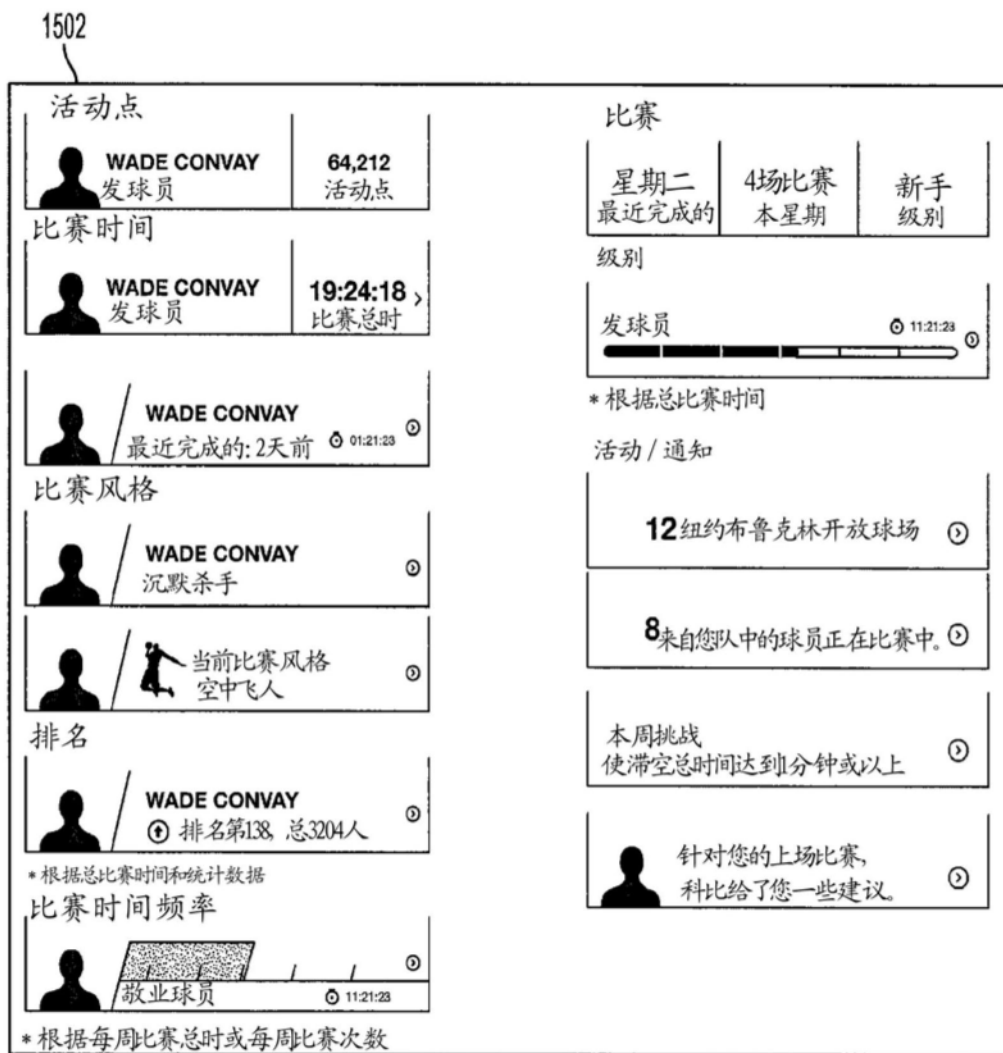 1502
活动点
WADE CONVAY
发球员
64,212
活动点
比赛时间
WADE CONVAY
发球员
19:24:18
比赛总时
WADE CONVAY
最近完成的: 2天前
01:21:23
比赛风格
WADE CONVAY
沉默杀手
当前比赛风格
空中飞人
排名
WADE CONVAY
排名第138, 总3204人
*根据总比赛时间和统计数据
比赛时间频率
敬业球员
11:21:23
*根据每周比赛总时或每周比赛次数
比赛
星期二
最近完成的
4场比赛
本星期
新手
级别
级别
发球员
11:21:23
*根据总比赛时间
活动/通知
12纽约布鲁克林开放球场
8来自您队中的球员正在比赛中。
本周挑战
使滞空总时间达到1分钟或以上
针对您的上场比赛,
科比给了您一些建议。